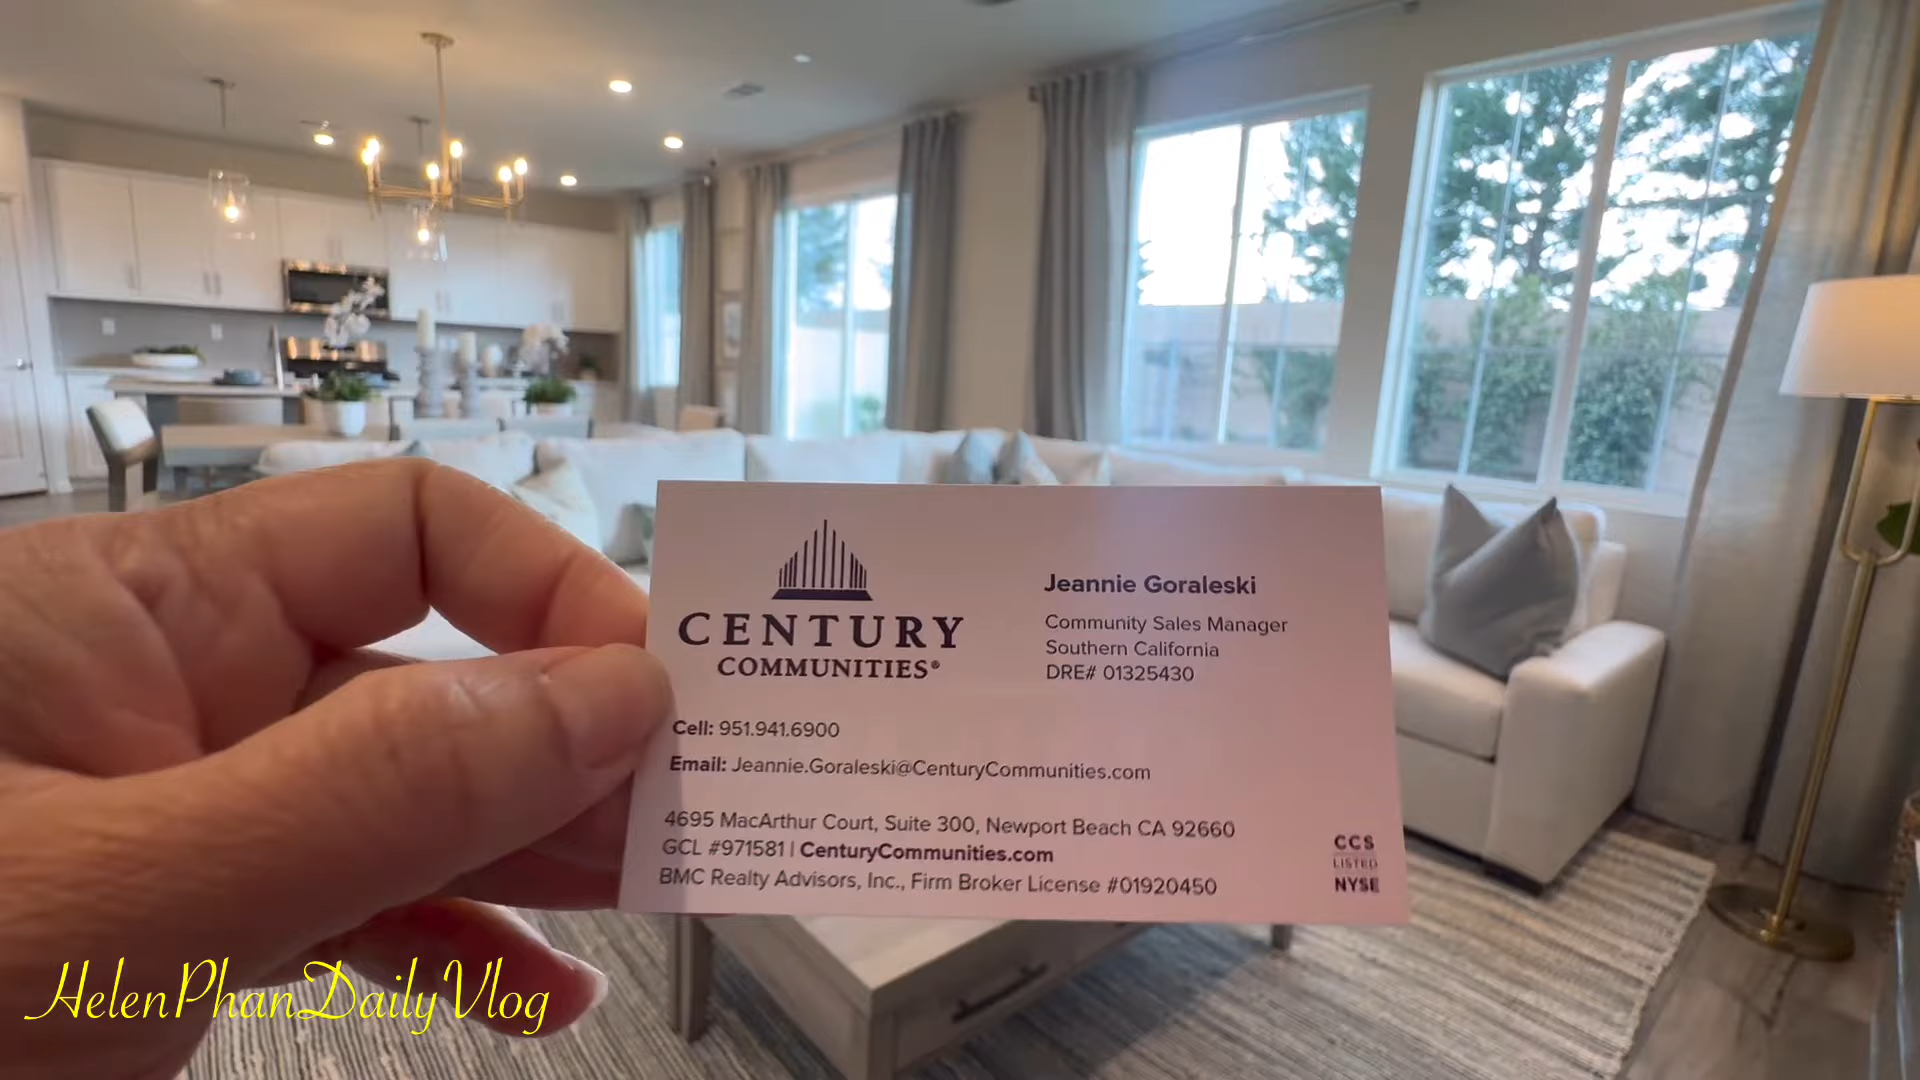 CENTURY
COMMUNITIES®
Jeannie Goraleski
Community Sales Manager
Southern California
DRE# 01325430
Cell: 951.941.6900
Email: Jeannie.Goraleski@CenturyCommunities.com
4695 MacArthur Court, Suite 300, Newport Beach CA 92660
GCL #971581 | CenturyCommunities.com
BMC Realty Advisors, Inc., Firm Broker License #01920450
CCS
LISTED
NYSE
HelenPhanDailyVlog